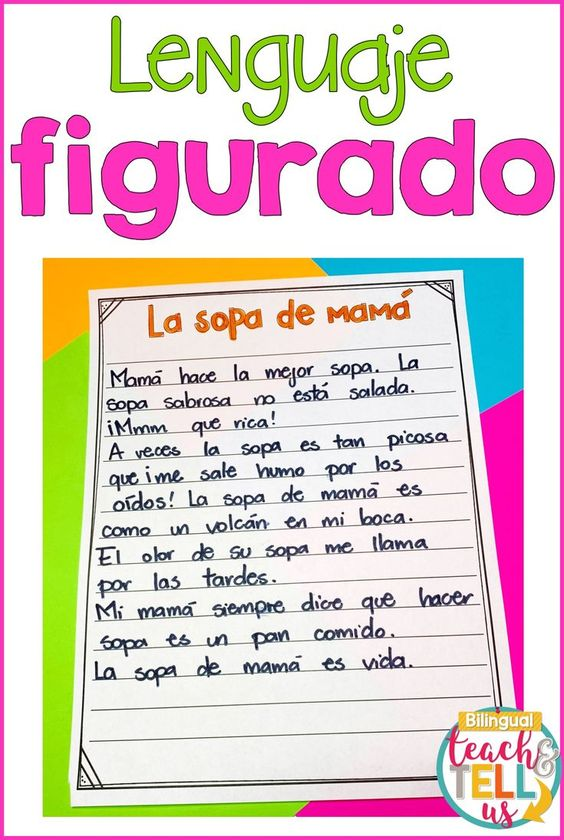 Lenguaje
figurado
La sopa de mamá
Mamá hace la mejor sopa. La
sopa sabrosa no está salada.
¡Mmm que rica!
A veces la sopa es tan picosa
que ¡me sale humo por los
oídos! La sopa de mamá es
como un volcán en mi boca.
El olor de su sopa me llama
por las tardes.
Mi mamá siempre dice que hacer
sopa es un pan comido.
La sopa de mamá es vida.
Bilingual
teach &
TELL
us